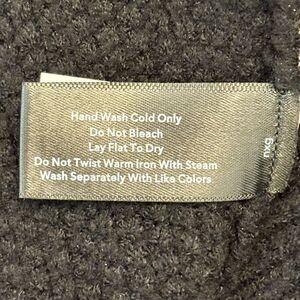 Hand Wash Cold Only
Do Not Bleach
Lay Flat To Dry
Do Not Twist Warm Iron With Steam
Wash Separately With Like Colors
nxg